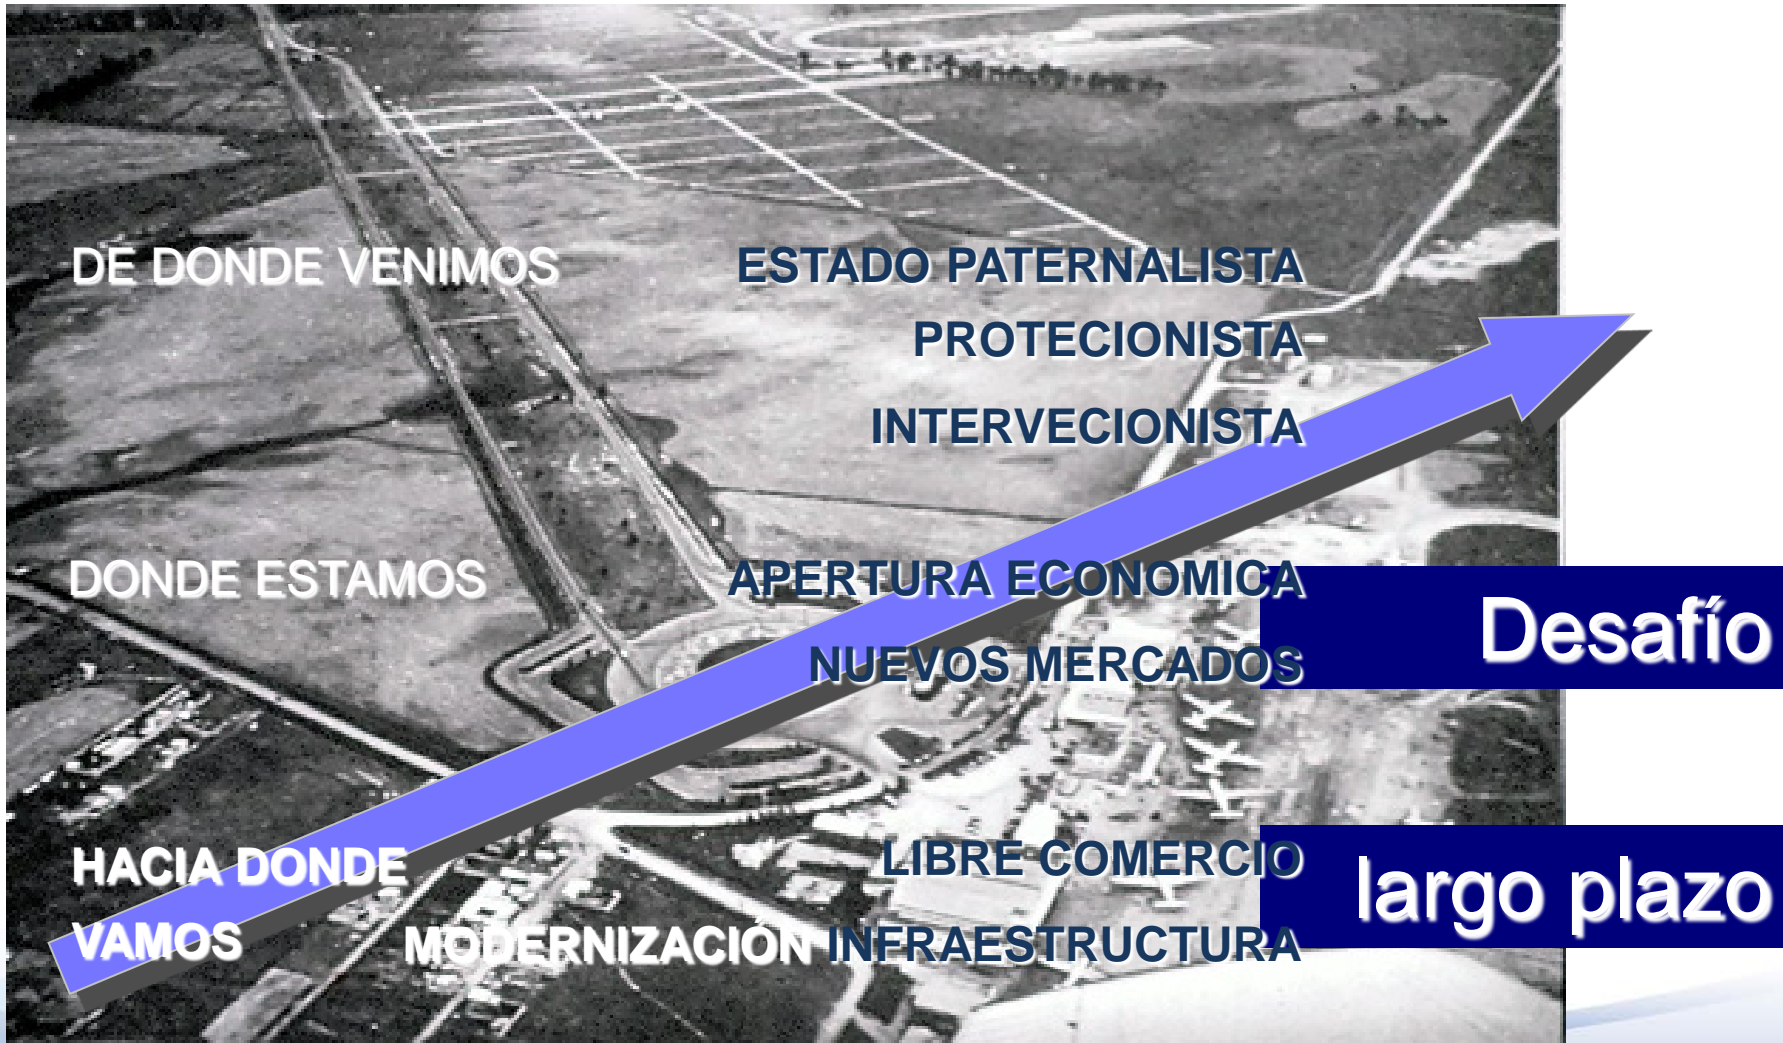 DE DONDE VENIMOS
ESTADO PATERNALISTA
PROTECIONISTA
INTERVECIONISTA
DONDE ESTAMOS
APERTURA ECONOMICA
NUEVOS MERCADOS
Desafío
HACIA DONDE
VAMOS
LIBRE COMERCIO
MODERNIZACIÓN INFRAESTRUCTURA
largo plazo